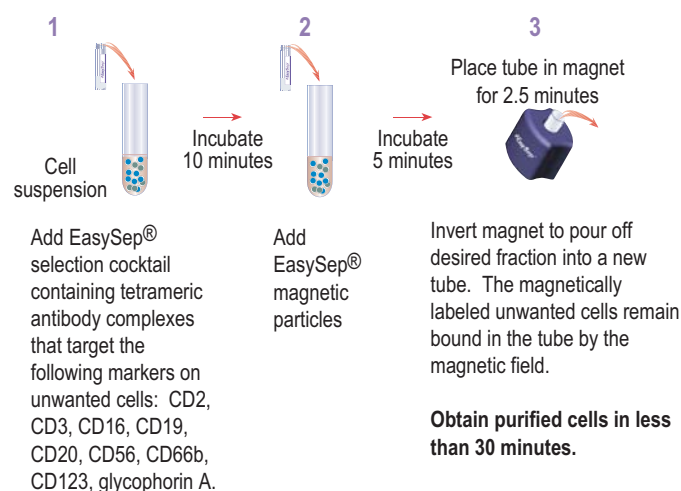 1
2
3
Place tube in magnet
for 2.5 minutes
Incubate
10 minutes
Incubate
5 minutes
Cell
suspension
Add EasySep®
selection cocktail
containing tetrameric
antibody complexes
that target the
following markers on
unwanted cells: CD2,
CD3, CD16, CD19,
CD20, CD56, CD66b,
CD123, glycophorin A.
Add
EasySep®
magnetic
particles
Invert magnet to pour off
desired fraction into a new
tube. The magnetically
labeled unwanted cells remain
bound in the tube by the
magnetic field.
Obtain purified cells in less
than 30 minutes.